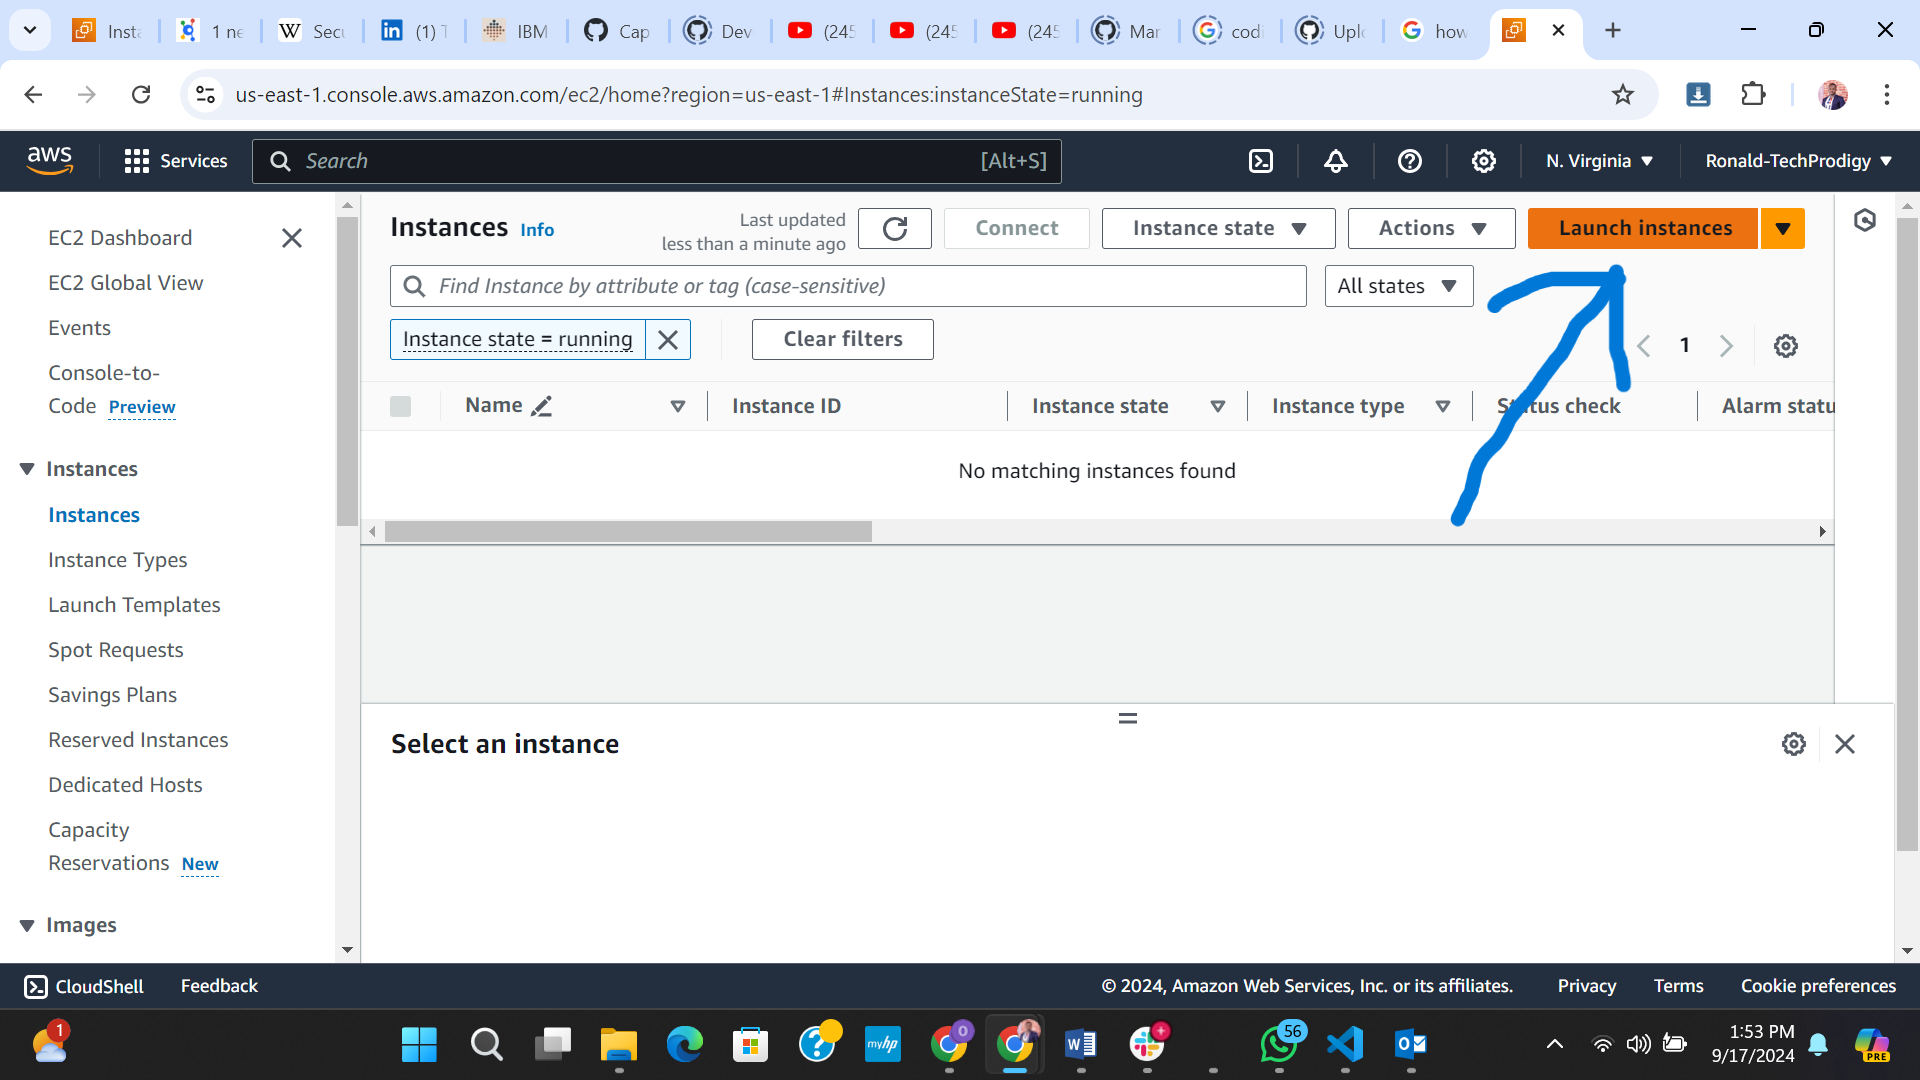 Insta
1 ne
W Secu
in (1) T
IBM
Cap
Dev
(245
(245
(245
Mar
codi
Uplo
how
us-east-1.console.aws.amazon.com/ec2/home?region=us-east-1#Instances:instanceState=running
aws
Services
Search
[Alt+S]
N. Virginia
Ronald-TechProdigy
EC2 Dashboard
EC2 Global View
Events
Console-to-
Code Preview
Instances
Instances
Instance Types
Launch Templates
Spot Requests
Savings Plans
Reserved Instances
Dedicated Hosts
Capacity
Reservations New
Images
Instances Info
Last updated
less than a minute ago
Connect
Instance state
Actions
Launch instances
Find Instance by attribute or tag (case-sensitive)
All states
Instance state = running
Clear filters
1
Name
Instance ID
Instance state
Instance type
Status check
Alarm statu
No matching instances found
Select an instance
CloudShell
Feedback
© 2024, Amazon Web Services, Inc. or its affiliates.
Privacy
Terms
Cookie preferences
1
myhp
0
W
56
1:53 PM
9/17/2024
PRE